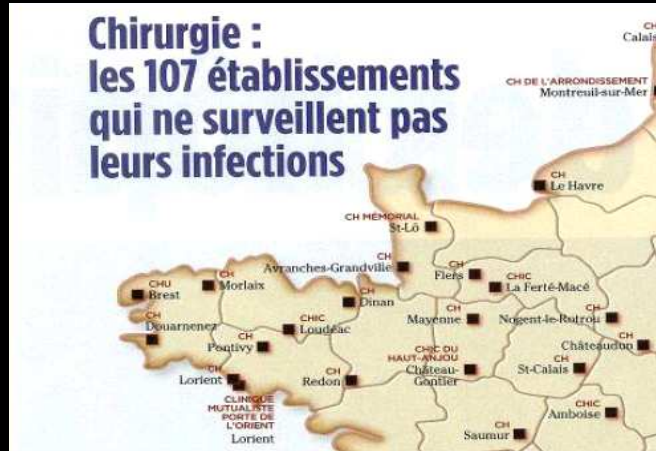 Chirurgie :
les 107 établissements
qui ne surveillent pas
leurs infections
CH
Calais
CH DE L'ARRONDISSEMENT
Montreuil-sur-Mer
CH
Le Havre
CH MÉMORIAL
St-Lô
CH
Avranches-Grandville
CH
Flers
CHIC
La Ferté-Macé
CHU
Brest
CH
Morlaix
CH
Dinan
CH
Douarnenez
CHIC
Loudéac
CH
Pontivy
CH
Mayenne
CH
Nogent-le-Rotrou
CH
Châteaudun
CHIC DU
HAUT-ANJOU
Château-
Gontier
CH
St-Calais
CH
Lorient
CH
Redon
CLINIQUE
MUTUALISTE
PORTE DE
L'ORIENT
Lorient
CHIC
Amboise
CH
Saumur